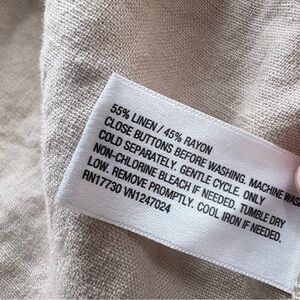 55% LINEN / 45% RAYON
CLOSE BUTTONS BEFORE WASHING. MACHINE WAS
COLD SEPARATELY. GENTLE CYCLE. ONLY
NON-CHLORINE BLEACH IF NEEDED. TUMBLE DRY
LOW. REMOVE PROMPTLY. COOL IRON IF NEEDED.
RN17730 VN1247024